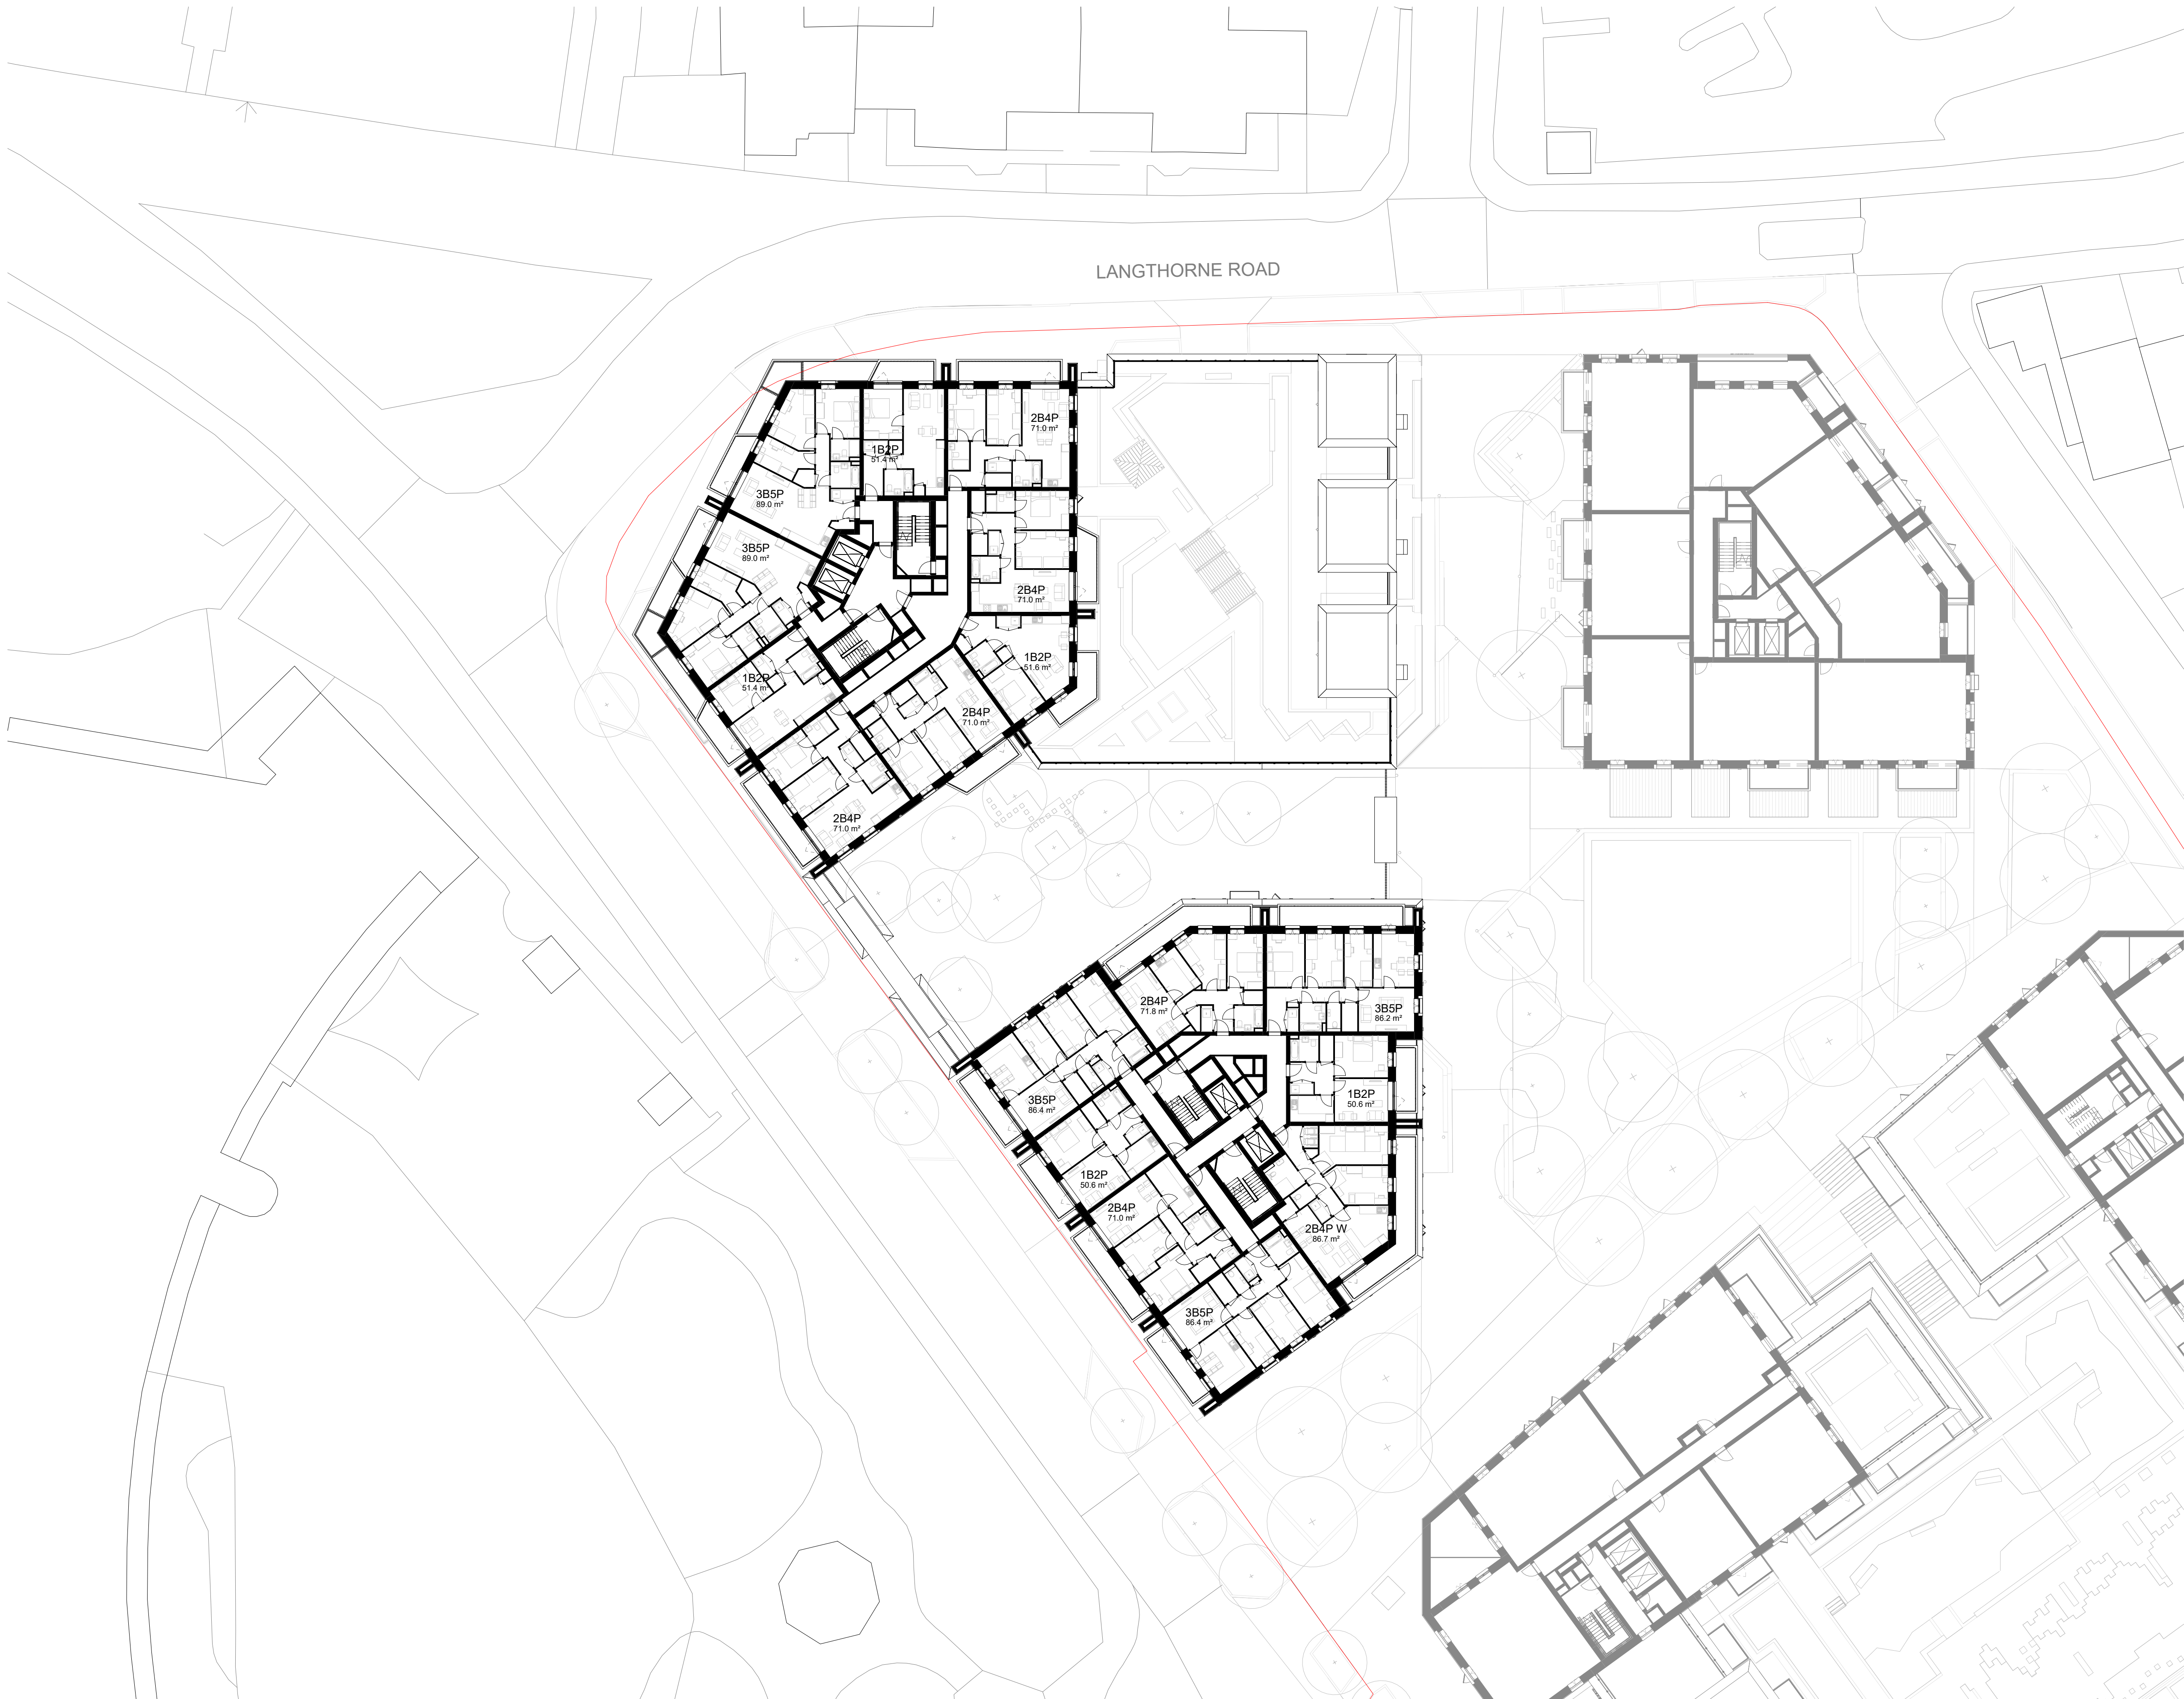 LANGTHORNE ROAD
2B4P
71.0 m²
1B2P
51.4 m²
3B5P
89.0 m²
3B5P
89.0 m²
2B4P
71.0 m²
1B2P
51.6 m²
1B2P
51.4 m²
2B4P
71.0 m²
2B4P
71.0 m²
2B4P
71.8 m²
3B5P
86.2 m²
3B5P
86.4 m²
1B2P
50.6 m²
1B2P
50.6 m²
2B4P
71.0 m²
2B4P W
86.7 m²
3B5P
86.4 m²